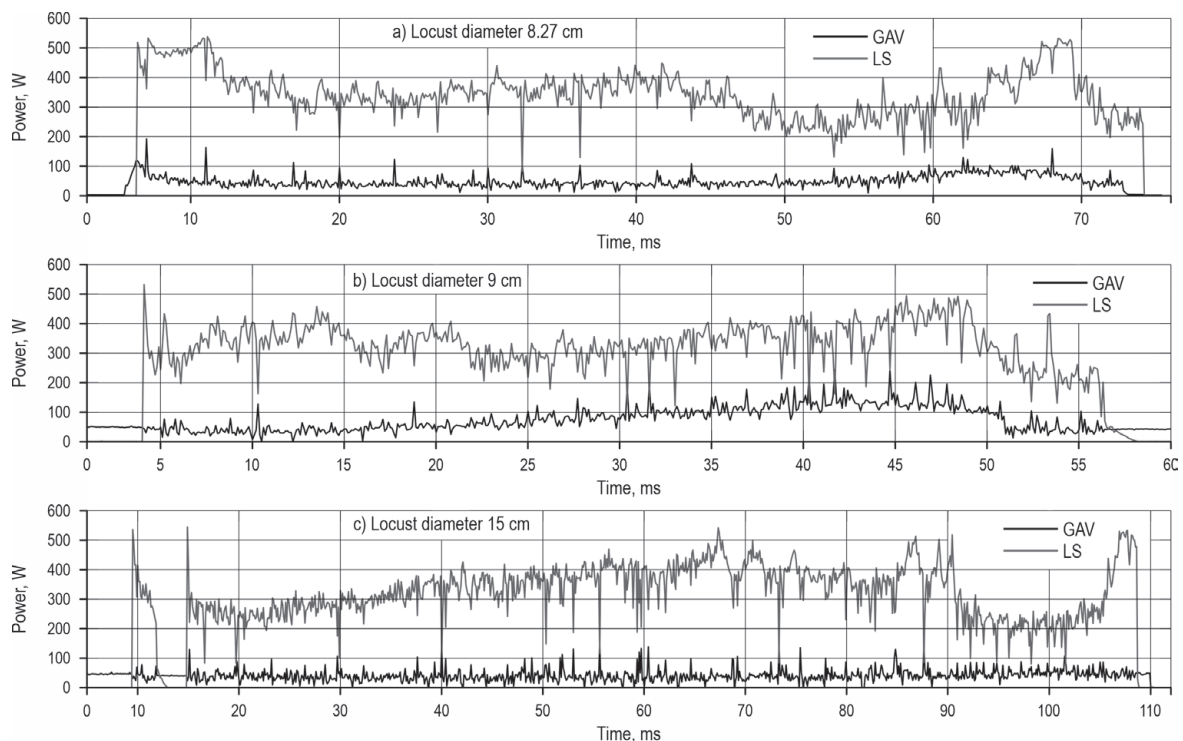 a) Locust diameter 8.27 cm
GAV
LS
Power, W
600
500
400
300
200
100
0
0 10 20 30 40 50 60 70
Time, ms
b) Locust diameter 9 cm
GAV
LS
Power, W
600
500
400
300
200
100
0
0 5 10 15 20 25 30 35 40 45 50 55 60
Time, ms
c) Locust diameter 15 cm
GAV
LS
Power, W
600
500
400
300
200
100
0
0 10 20 30 40 50 60 70 80 90 100 110
Time, ms